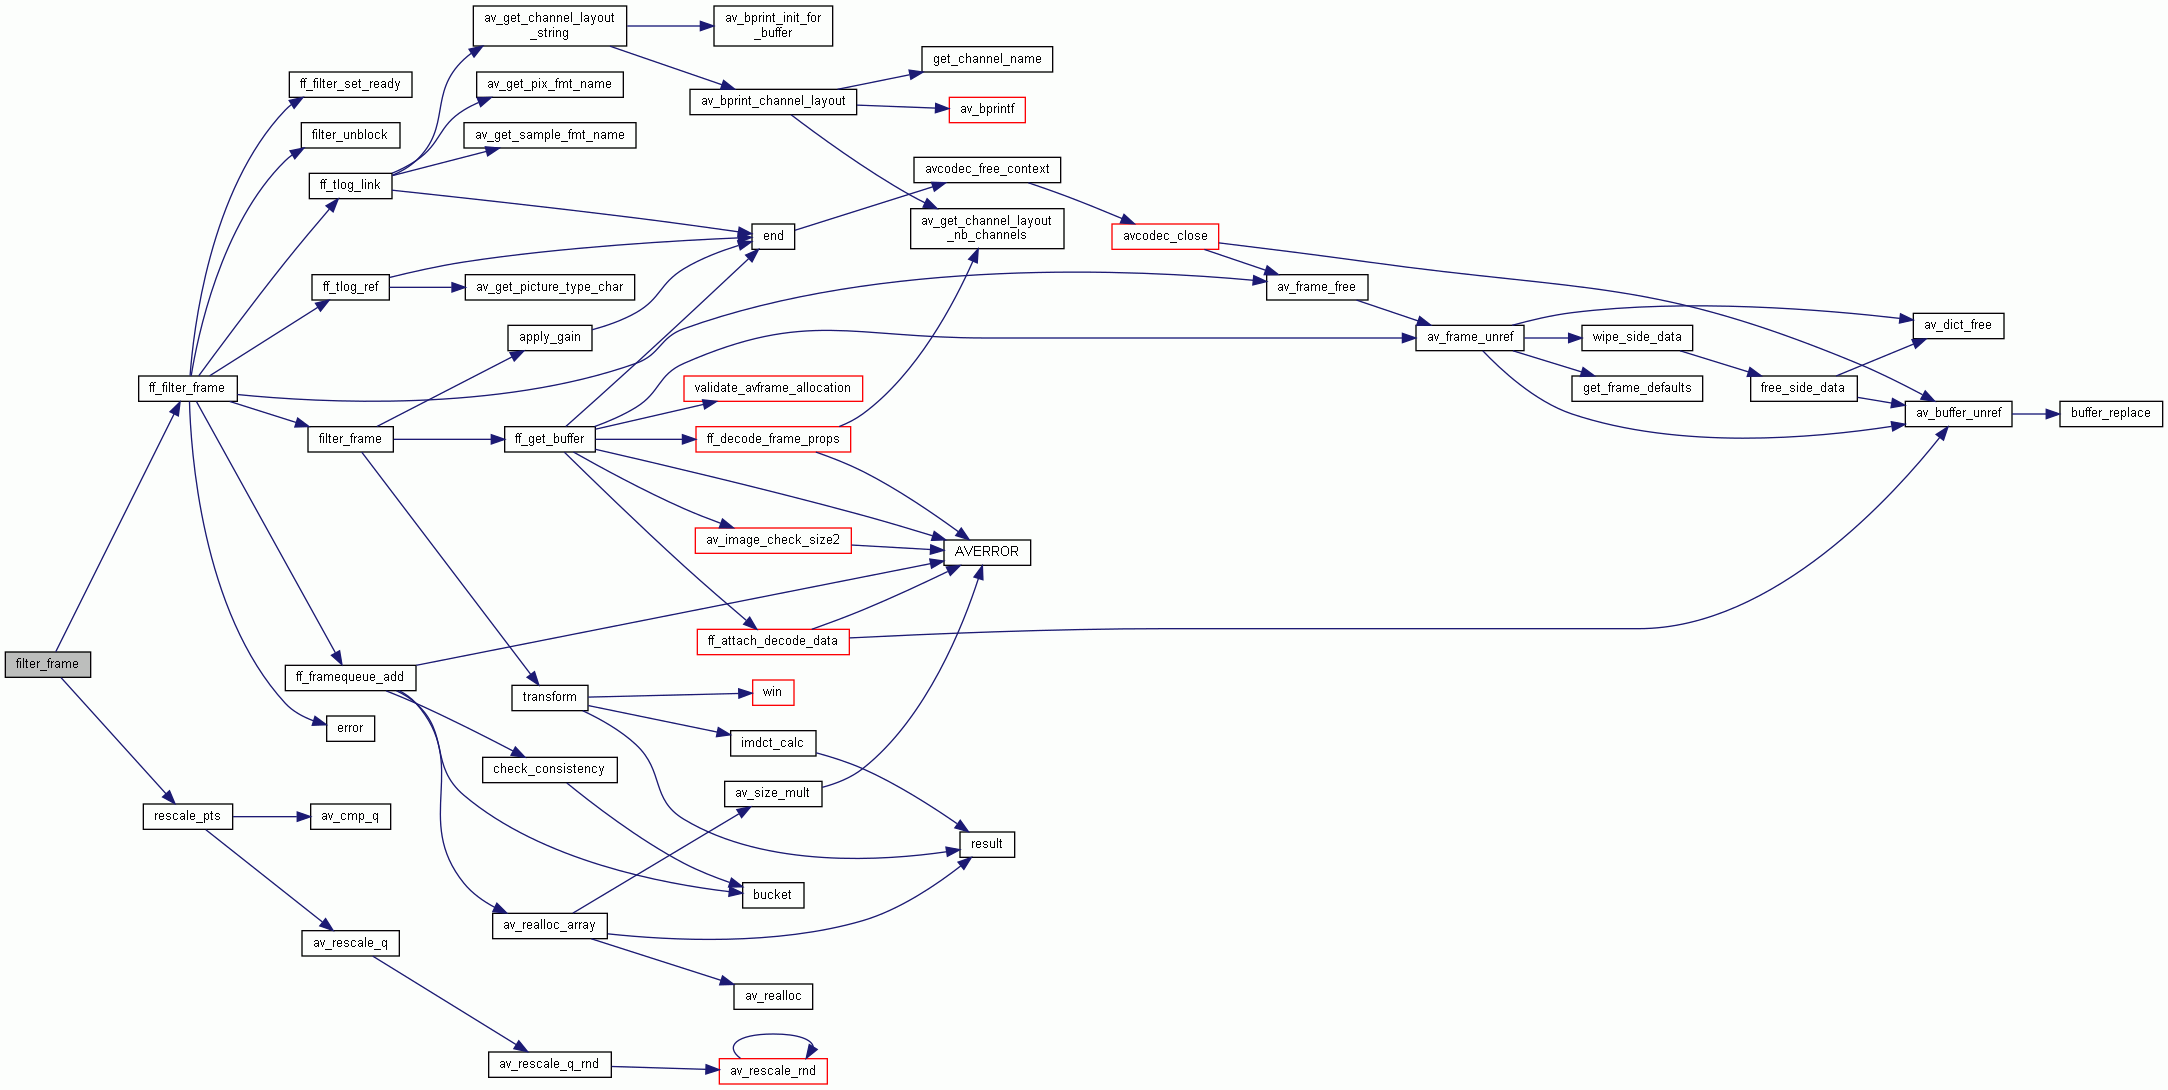 av_get_channel_layout
_string
av_bprint_init_for
_buffer
get_channel_name
ff_filter_set_ready
av_get_pix_fmt_name
av_bprint_channel_layout
av_bprintf
filter_unblock
av_get_sample_fmt_name
ff_tlog_link
avcodec_free_context
av_get_channel_layout
_nb_channels
end
avcodec_close
ff_tlog_ref
av_get_picture_type_char
av_frame_free
apply_gain
av_frame_unref
wipe_side_data
av_dict_free
ff_filter_frame
validate_avframe_allocation
get_frame_defaults
free_side_data
av_buffer_unref
buffer_replace
filter_frame
ff_get_buffer
ff_decode_frame_props
av_image_check_size2
AVERROR
ff_attach_decode_data
filter_frame
ff_framequeue_add
transform
win
error
imdct_calc
check_consistency
av_size_mult
rescale_pts
av_cmp_q
result
bucket
av_realloc_array
av_rescale_q
av_realloc
av_rescale_q_rnd
av_rescale_rnd